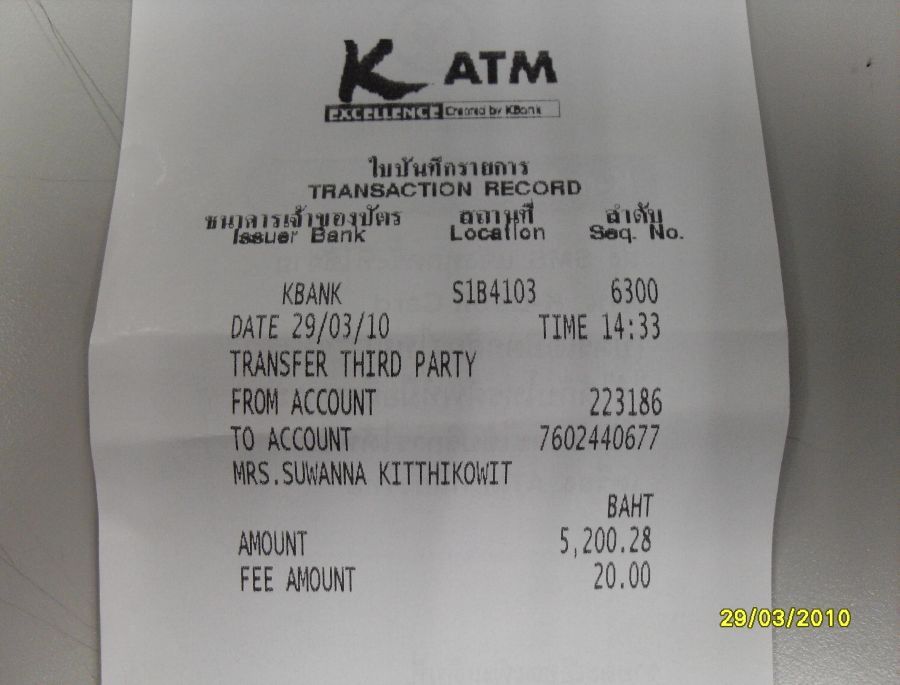 K ATM
EXCELLENCE Created by KBank
ใบบันทึกรายการ
TRANSACTION RECORD
ธนาคารเจ้าของบัตร สถานที่ ลำดับ
Issuer Bank Location Seq. No.
KBANK S1B4103 6300
DATE 29/03/10 TIME 14:33
TRANSFER THIRD PARTY
FROM ACCOUNT 223186
TO ACCOUNT 7602440677
MRS.SUWANNA KITTHIKOWIT
BAHT
AMOUNT 5,200.28
FEE AMOUNT 20.00
29/03/2010